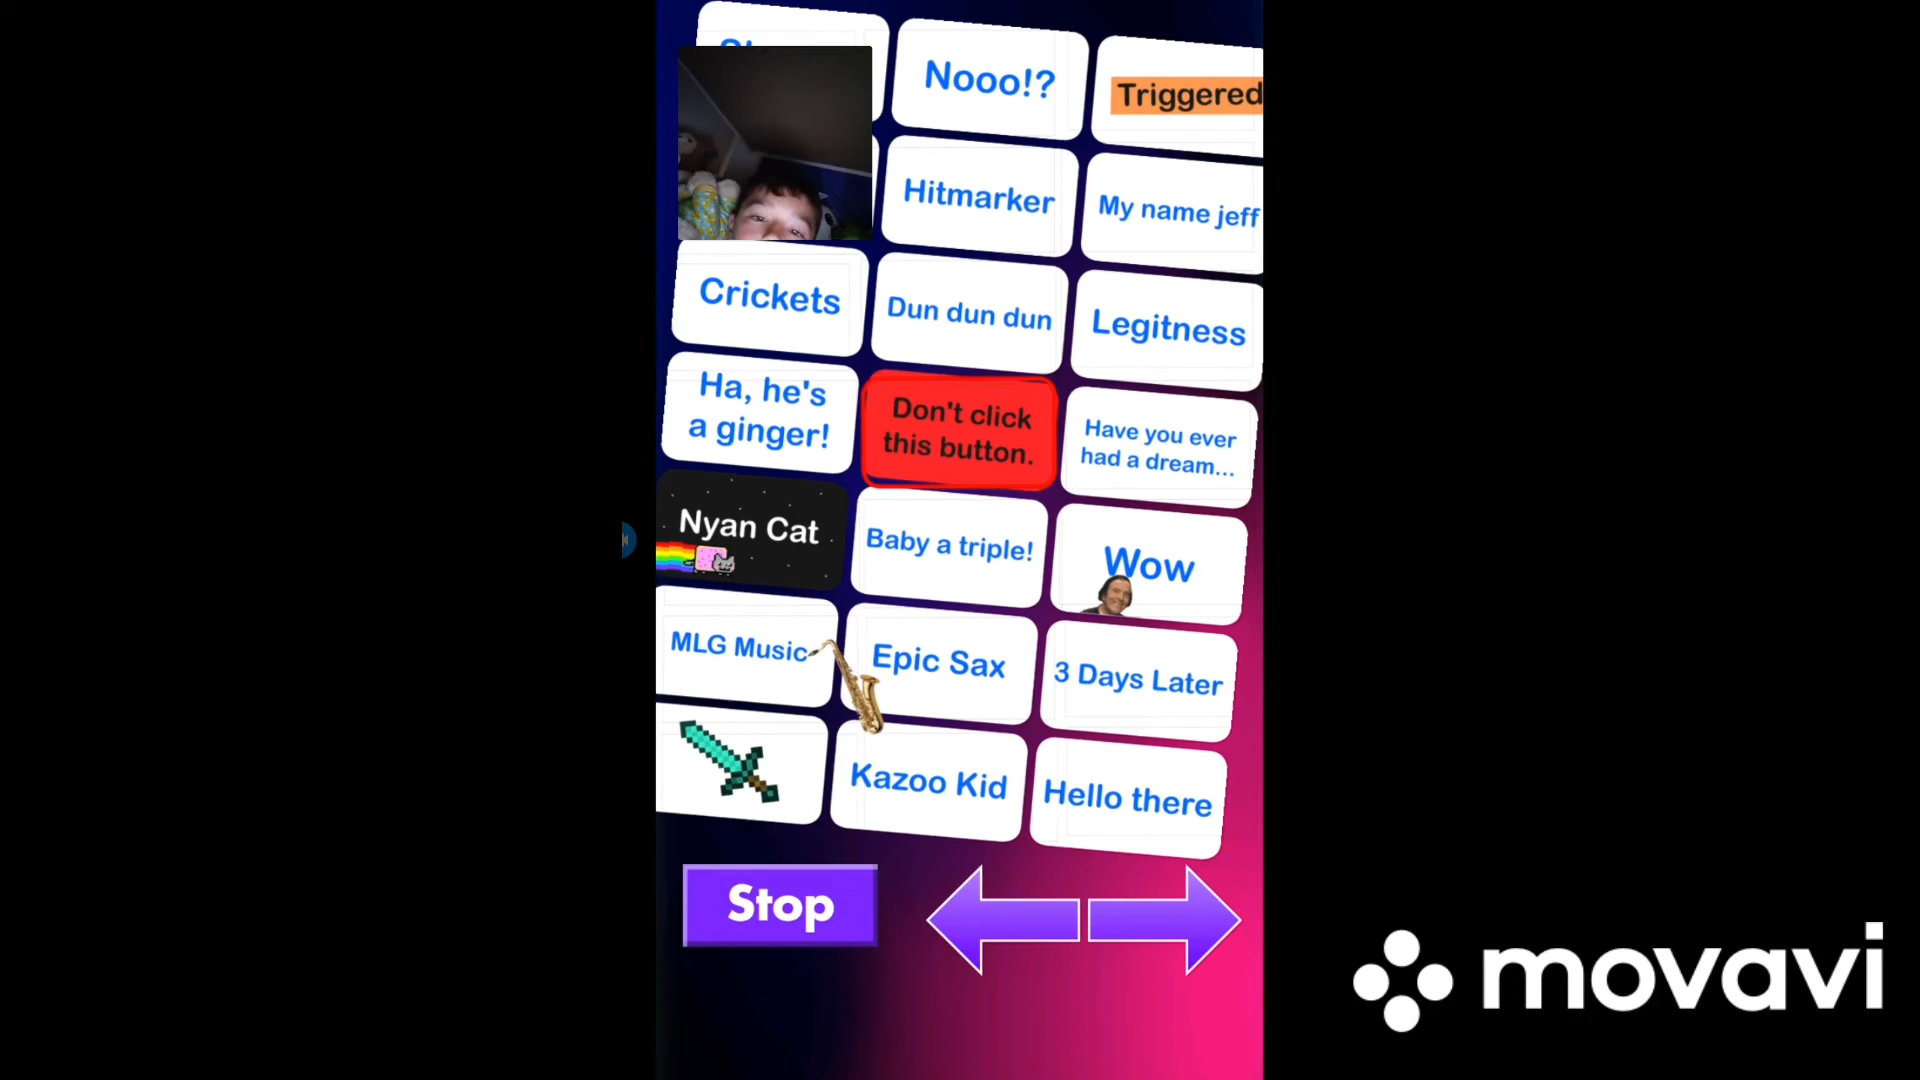 Nooo!?
Triggered
Hitmarker
My name jeff
Crickets
Dun dun dun
Legitness
Ha, he's
a ginger!
Don't click
this button.
Have you ever
had a dream...
Nyan Cat
Baby a triple!
Wow
MLG Music
Epic Sax
3 Days Later
Kazoo Kid
Hello there
Stop
movavi